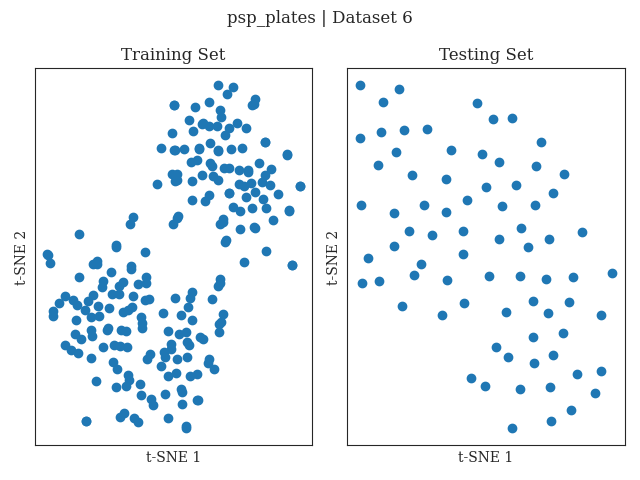 psp_plates | Dataset 6
Training Set
Testing Set
t-SNE 2
t-SNE 2
t-SNE 1
t-SNE 1